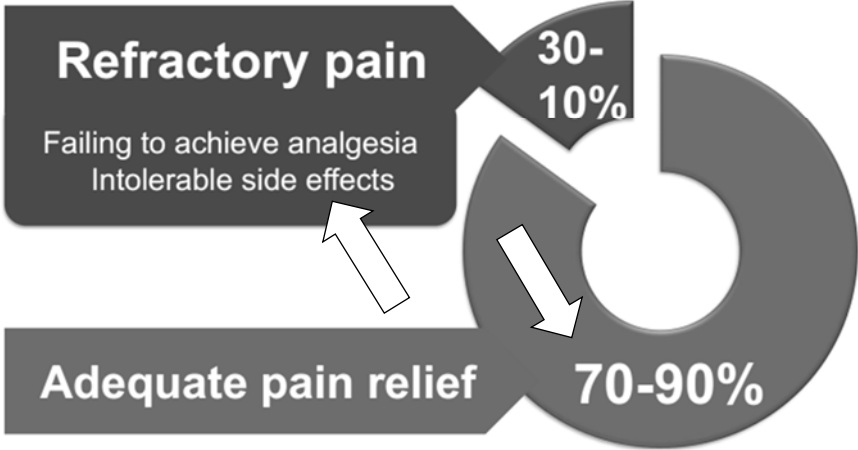 Refractory pain
Failing to achieve analgesia
Intolerable side effects
30-
10%
Adequate pain relief
70-90%